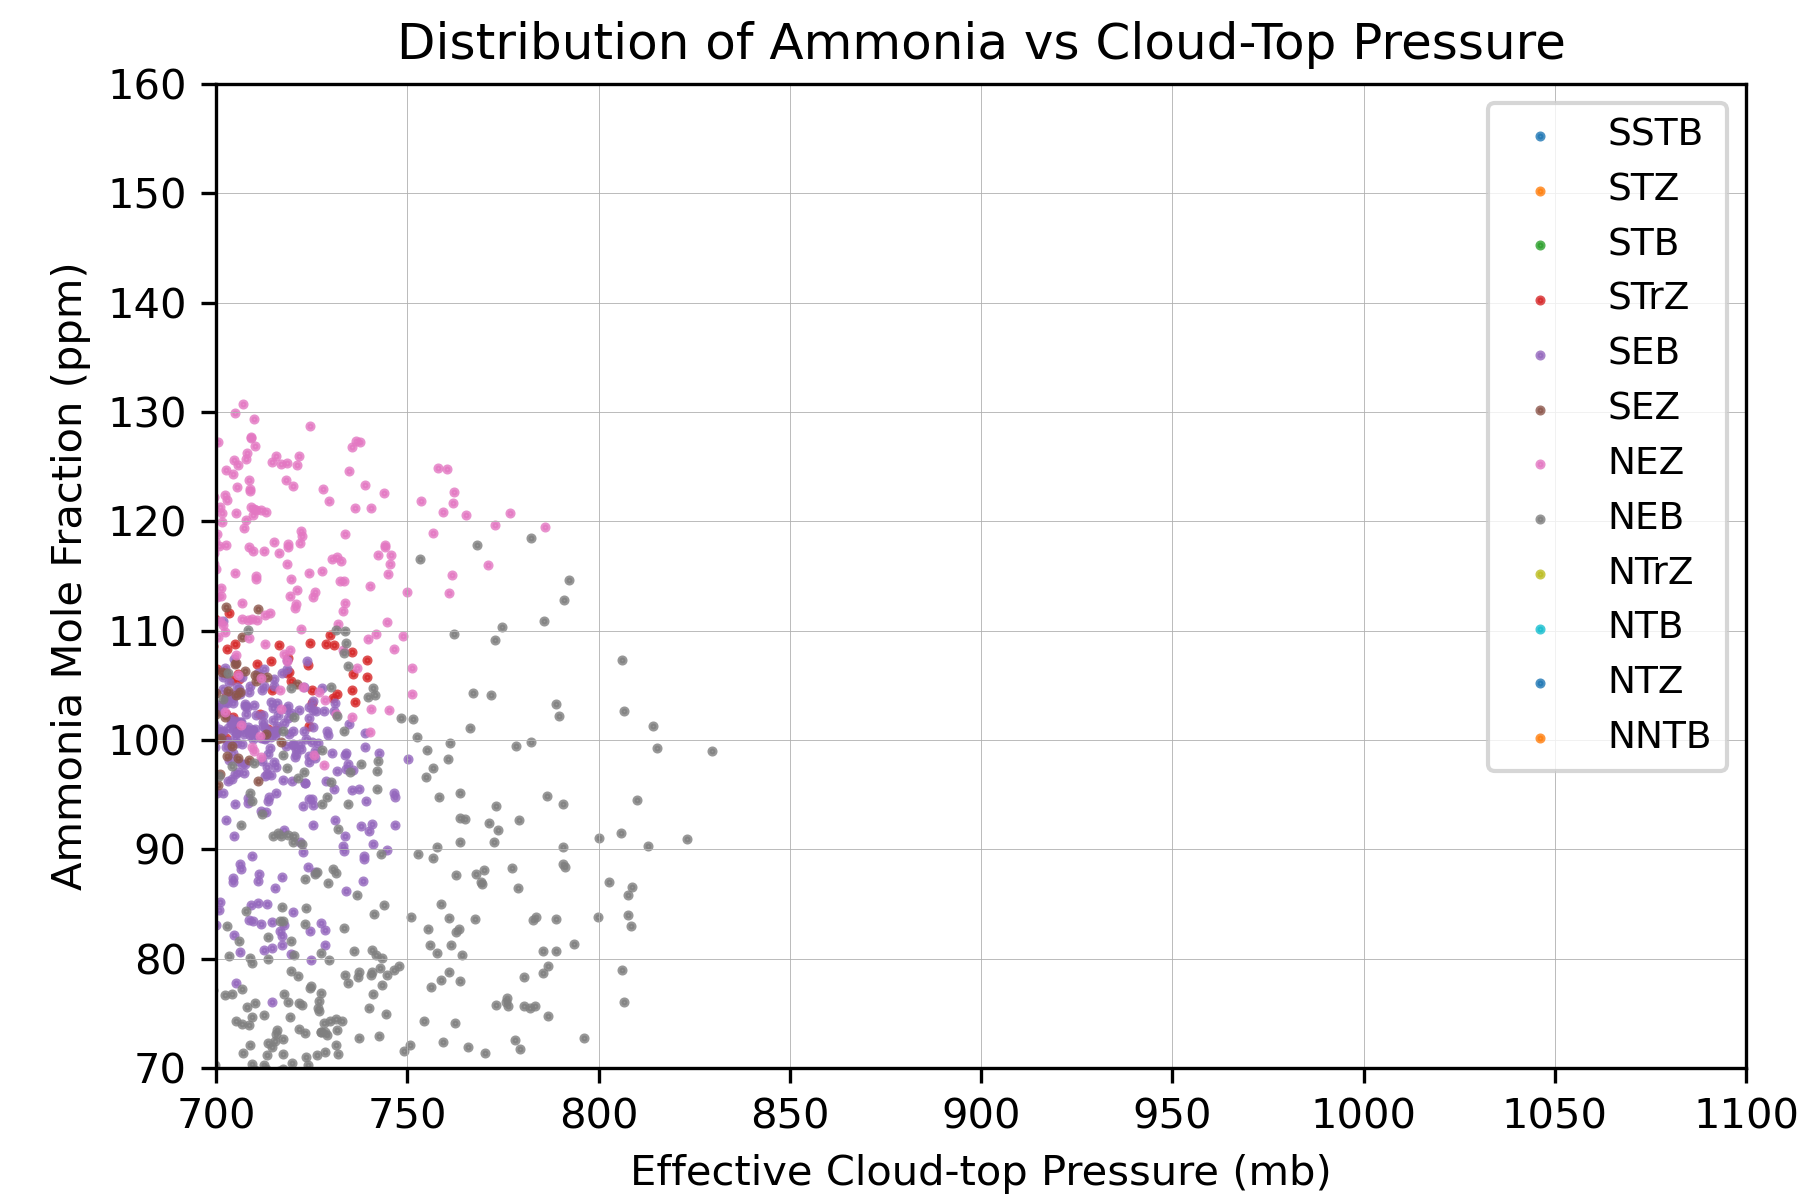 Distribution of Ammonia vs Cloud-Top Pressure
160
150
140
130
120
110
100
90
80
70
Ammonia Mole Fraction (ppm)
700 750 800 850 900 950 1000 1050 1100
Effective Cloud-top Pressure (mb)
SSTB
STZ
STB
STrZ
SEB
SEZ
NEZ
NEB
NTrZ
NTB
NTZ
NNTB